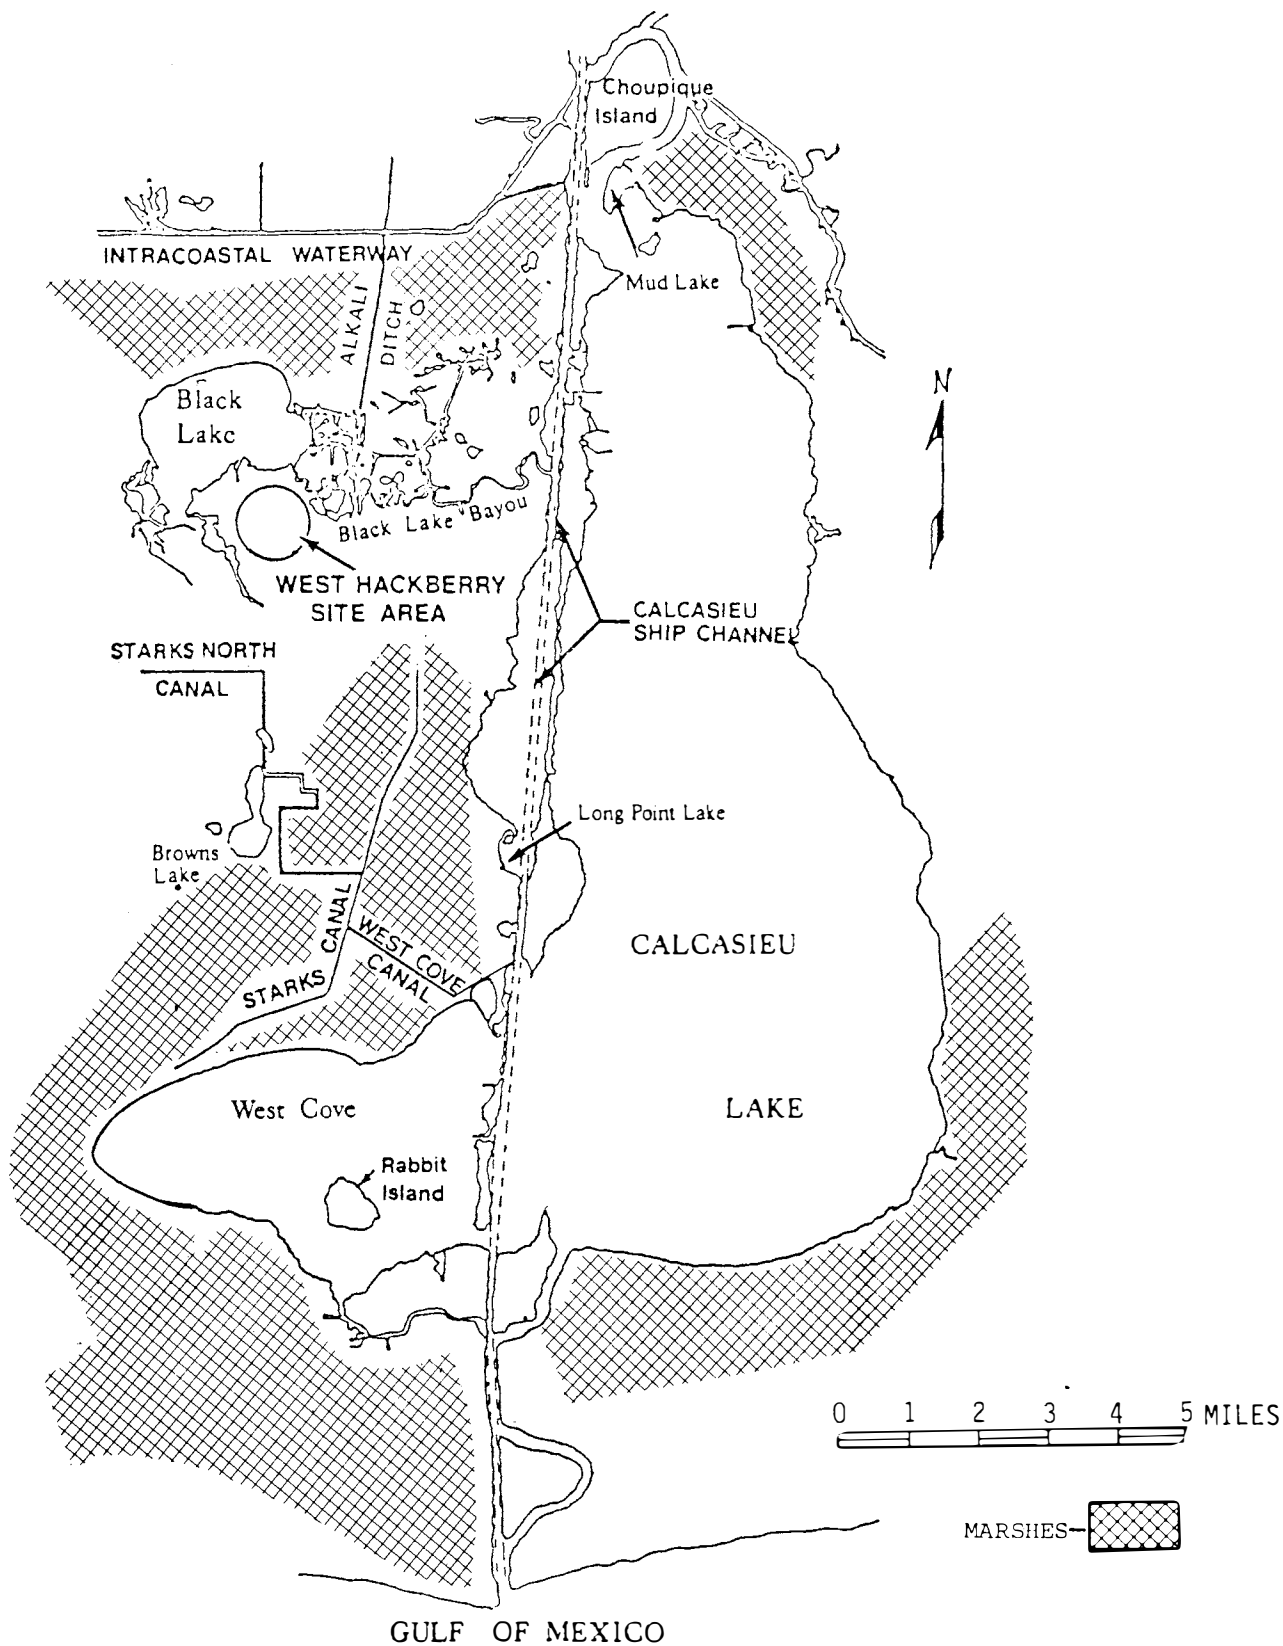 Choupique
Island
INTRACOASTAL WATERWAY
Mud Lake
ALKALI
DITCH
N
Black
Lake
Black Lake Bayou
WEST HACKBERRY
SITE AREA
CALCASIEU
SHIP CHANNEL
STARKS NORTH
CANAL
Long Point Lake
Browns
Lake
STARKS CANAL
WEST COVE
CANAL
CALCASIEU
LAKE
West Cove
Rabbit
Island
0 1 2 3 4 5 MILES
MARSHES
GULF OF MEXICO